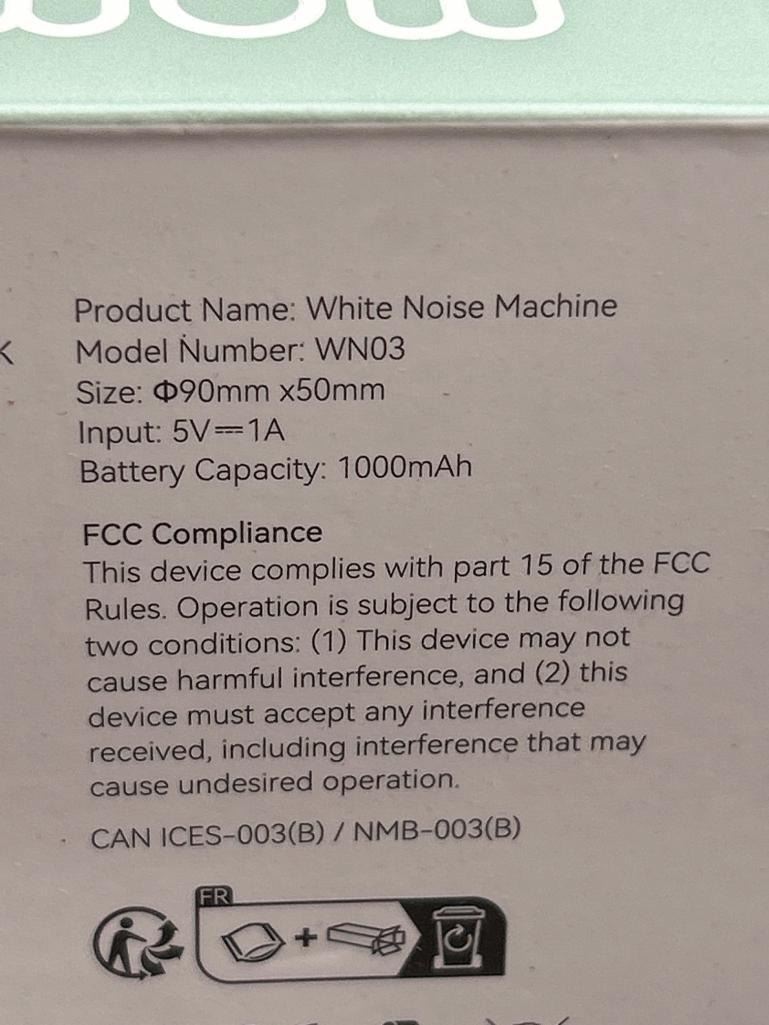 Product Name: White Noise Machine
K
Model Number: WN03
Size: Φ90mm x50mm
Input: 5V⎓1A
Battery Capacity: 1000mAh
FCC Compliance
This device complies with part 15 of the FCC
Rules. Operation is subject to the following
two conditions: (1) This device may not
cause harmful interference, and (2) this
device must accept any interference
received, including interference that may
cause undesired operation.
CAN ICES-003(B) / NMB-003(B)
FR
+